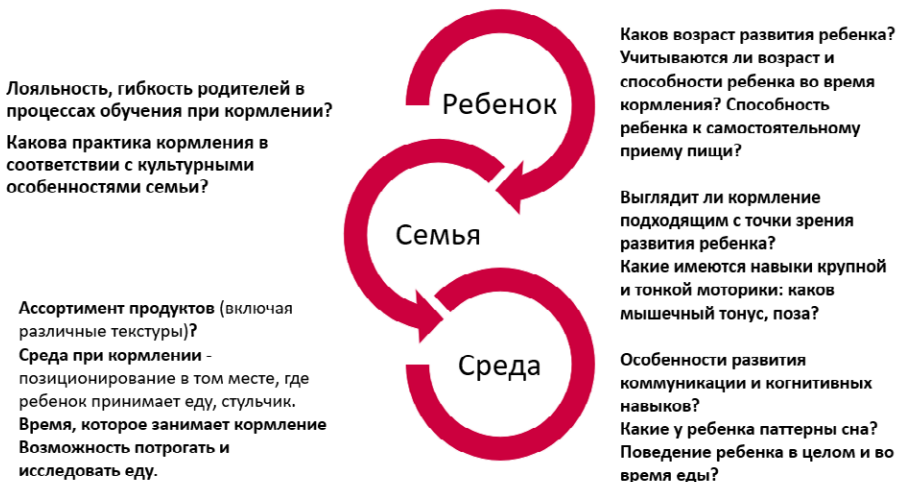 Лояльность, гибкость родителей в
процессах обучения при кормлении?
Какова практика кормления в
соответствии с культурными
особенностями семьи?
Ассортимент продуктов (включая
различные текстуры)?
Среда при кормлении -
позиционирование в том месте, где
ребенок принимает еду, стульчик.
Время, которое занимает кормление
Возможность потрогать и
исследовать еду.
Ребенок
Семья
Среда
Каков возраст развития ребенка?
Учитываются ли возраст и
способности ребенка во время
кормления? Способность
ребенка к самостоятельному
приему пищи?
Выглядит ли кормление
подходящим с точки зрения
развития ребенка?
Какие имеются навыки крупной
и тонкой моторики: каков
мышечный тонус, поза?
Особенности развития
коммуникации и когнитивных
навыков?
Какие у ребенка паттерны сна?
Поведение ребенка в целом и во
время еды?